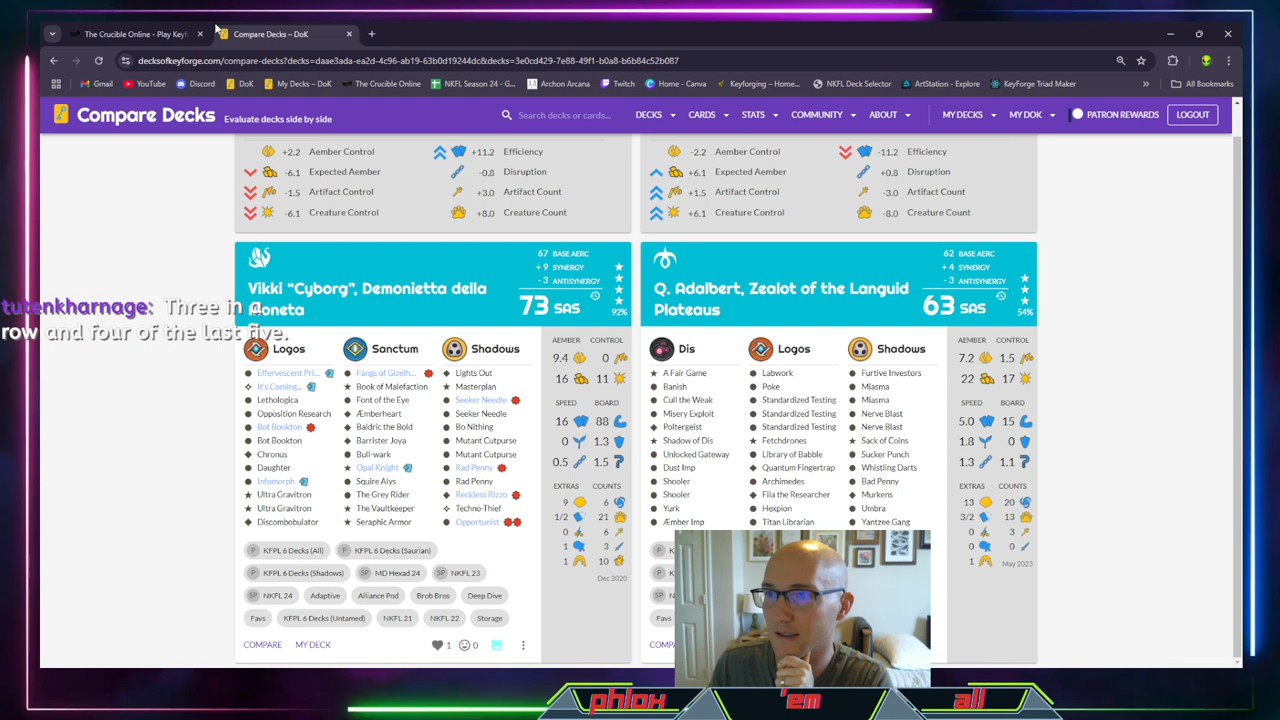 The Crucible Online - Play Keyf
Compare Decks – DoK
decksofkeyforge.com/compare-decks?decks=daae3ada-ea2d-4c96-ab19-63b0d19244dc&decks=3e0cd429-7e88-49f1-b0a8-b6b84c52b087
Gmail YouTube Discord DoK My Decks – DoK The Crucible Online NKFL Season 24 - G... Archon Arcana Twitch Home - Canva Keyforging – Home... NKFL Deck Selector ArtStation - Explore KeyForge Triad Maker » All Bookmarks
Compare Decks Evaluate decks side by side
Search decks or cards...
DECKS CARDS STATS COMMUNITY ABOUT MY DECKS MY DOK PATRON REWARDS LOGOUT
+2.2 Aember Control +11.2 Efficiency
-6.1 Expected Aember -0.8 Disruption
-1.5 Artifact Control +3.0 Artifact Count
-6.1 Creature Control +8.0 Creature Count
-2.2 Aember Control -11.2 Efficiency
+6.1 Expected Aember +0.8 Disruption
+1.5 Artifact Control -3.0 Artifact Count
+6.1 Creature Control -8.0 Creature Count
tutenkharnage: Three in a
row and four of the last five.
Vikki “Cyborg”, Demonietta della
Moneta
67 BASE AERC
+ 9 SYNERGY
- 3 ANTISYNERGY
73 SAS
92%
Logos
Effervescent Pri...
It's Coming...
Lethologica
Opposition Research
Bot Bookton
Bot Bookton
Chronus
Daughter
Infomorph
Ultra Gravitron
Ultra Gravitron
Discombobulator
Sanctum
Fangs of Gizelh...
Book of Malefaction
Font of the Eye
Æmberheart
Baldric the Bold
Barrister Joya
Bull-wark
Opal Knight
Squire Alys
The Grey Rider
The Vaultkeeper
Seraphic Armor
Shadows
Lights Out
Masterplan
Seeker Needle
Seeker Needle
Bo Nithing
Mutant Cutpurse
Mutant Cutpurse
Rad Penny
Rad Penny
Reckless Rizzo
Techno-Thief
Opportunist
AEMBER CONTROL
9.4 0
16 11
SPEED BOARD
16 88
0 1.3
0.5 1.5
EXTRAS COUNTS
9 6
1/2 21
0 6
1 3
1 10
Dec 2020
KFPL 6 Decks (All) KFPL 6 Decks (Saurian)
KFPL 6 Decks (Shadows) MD Hexad 24 NKFL 23
NKFL 24 Adaptive Alliance Pod Brob Bros Deep Dive
Favs KFPL 6 Decks (Untamed) NKFL 21 NKFL 22 Storage
COMPARE MY DECK 1 0
Q. Adalbert, Zealot of the Languid
Plateaus
62 BASE AERC
+ 4 SYNERGY
- 3 ANTISYNERGY
63 SAS
54%
Dis
A Fair Game
Banish
Cull the Weak
Misery Exploit
Poltergeist
Shadow of Dis
Unlocked Gateway
Dust Imp
Shooler
Shooler
Yurk
Æmber Imp
Logos
Labwork
Poke
Standardized Testing
Standardized Testing
Standardized Testing
Fetchdrones
Library of Babble
Quantum Fingertrap
Archimedes
Fila the Researcher
Hexpion
Titan Librarian
Shadows
Furtive Investors
Miasma
Miasma
Nerve Blast
Nerve Blast
Sack of Coins
Sucker Punch
Whistling Darts
Bad Penny
Murkens
Umbra
Yantzee Gang
AEMBER CONTROL
7.2 1.5
22 17
SPEED BOARD
5.0 15
1.8 0
1.3 1.1
EXTRAS COUNTS
13 20
3/2 13
0 3
0 0
1
May 2023
Favs
COMPA
phlox 'em all